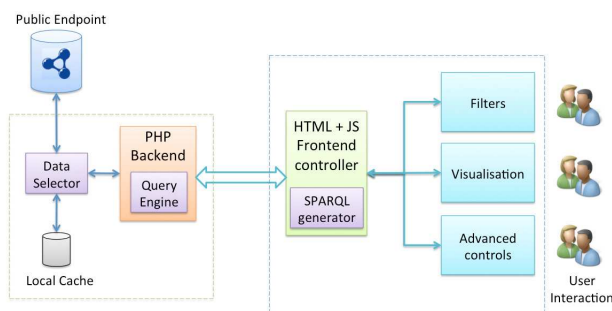 Public Endpoint
PHP
Backend
Query
Engine
Data
Selector
Local Cache
HTML + JS
Frontend
controller
SPARQL
generator
Filters
Visualisation
Advanced
controls
User
Interaction